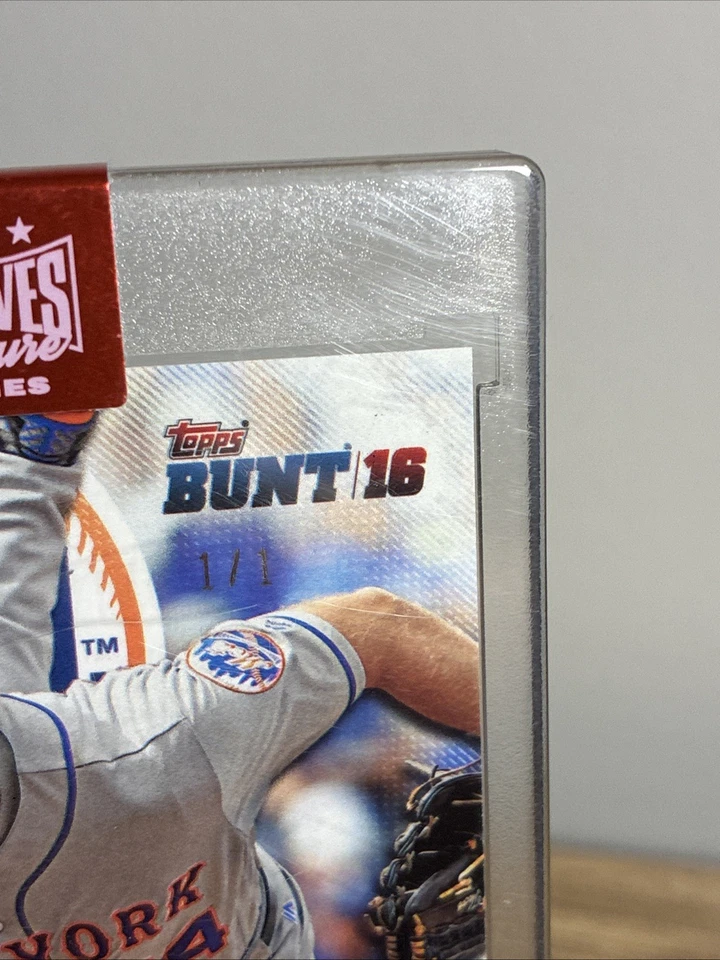 VES
ure
IES
topps
BUNT | 16
1/1
TM
YORK
4